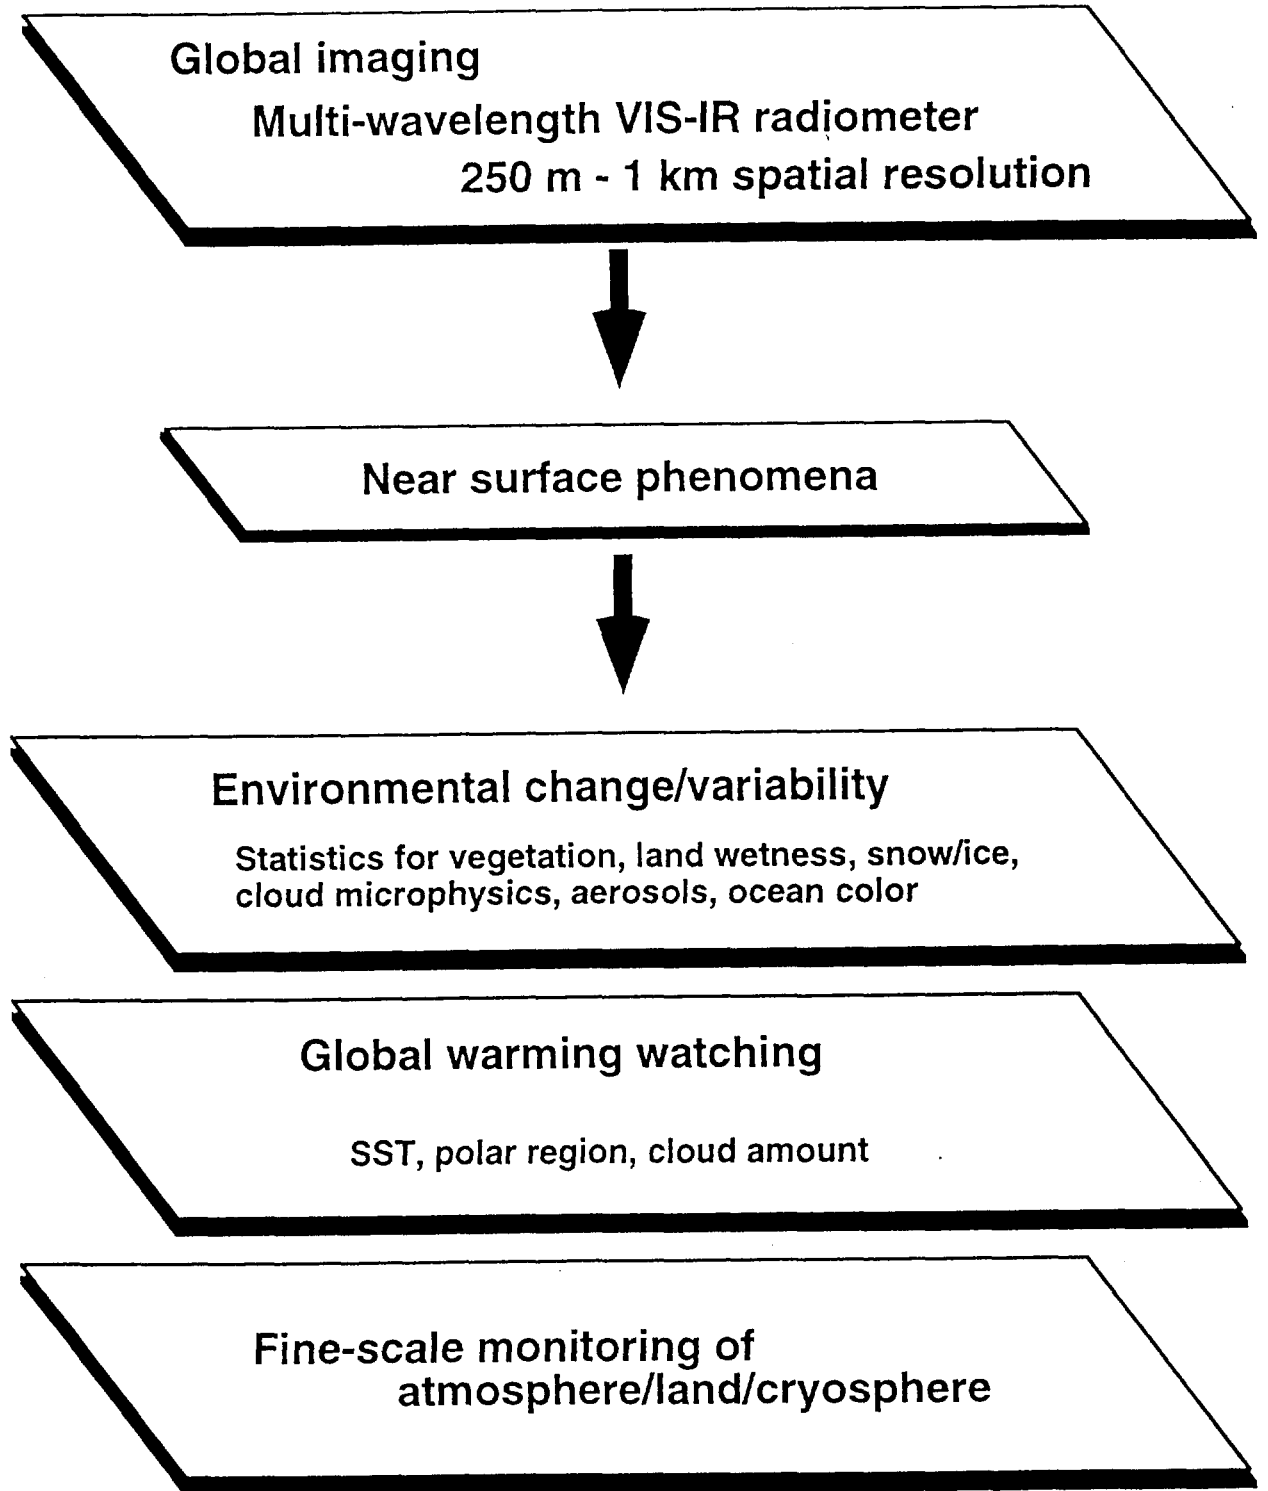 Global imaging
Multi-wavelength VIS-IR radiometer
250 m - 1 km spatial resolution
Near surface phenomena
Environmental change/variability
Statistics for vegetation, land wetness, snow/ice,
cloud microphysics, aerosols, ocean color
Global warming watching
SST, polar region, cloud amount
Fine-scale monitoring of
atmosphere/land/cryosphere